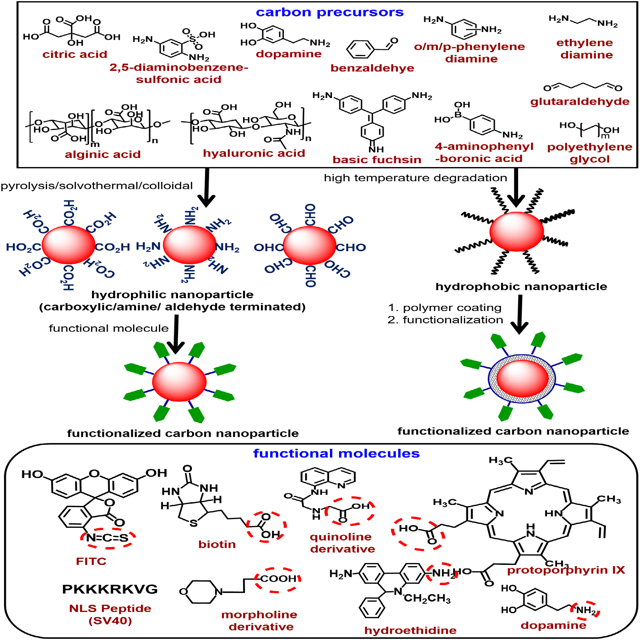 carbon precursors
citric acid
2,5-diaminobenzene-
sulfonic acid
dopamine
benzaldehye
o/m/p-phenylene
diamine
ethylene
diamine
glutaraldehyde
alginic acid
hyaluronic acid
basic fuchsin
4-aminophenyl
-boronic acid
polyethylene
glycol
pyrolysis/solvothermal/colloidal
high temperature degradation
hydrophilic nanoparticle
(carboxylic/amine/ aldehyde terminated)
hydrophobic nanoparticle
functional molecule
1. polymer coating
2. functionalization
functionalized carbon nanoparticle
functionalized carbon nanoparticle
functional molecules
FITC
biotin
quinoline
derivative
protoporphyrin IX
PKKKRKVG
NLS Peptide
(SV40)
morpholine
derivative
hydroethidine
dopamine